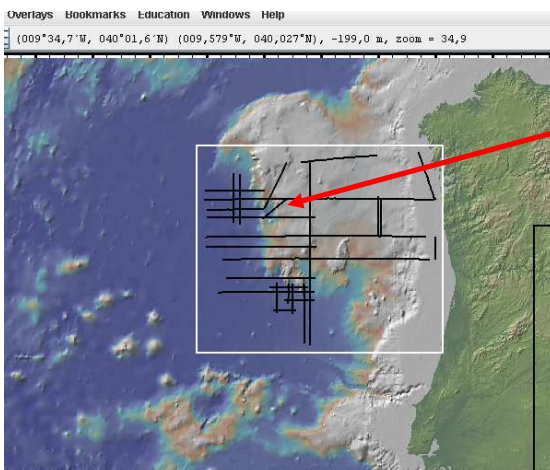 Overlays Bookmarks Education Windows Help
(009°34,7'W, 040°01,6'N) (009,579°W, 040,027°N), -199,0 m, zoom = 34,9